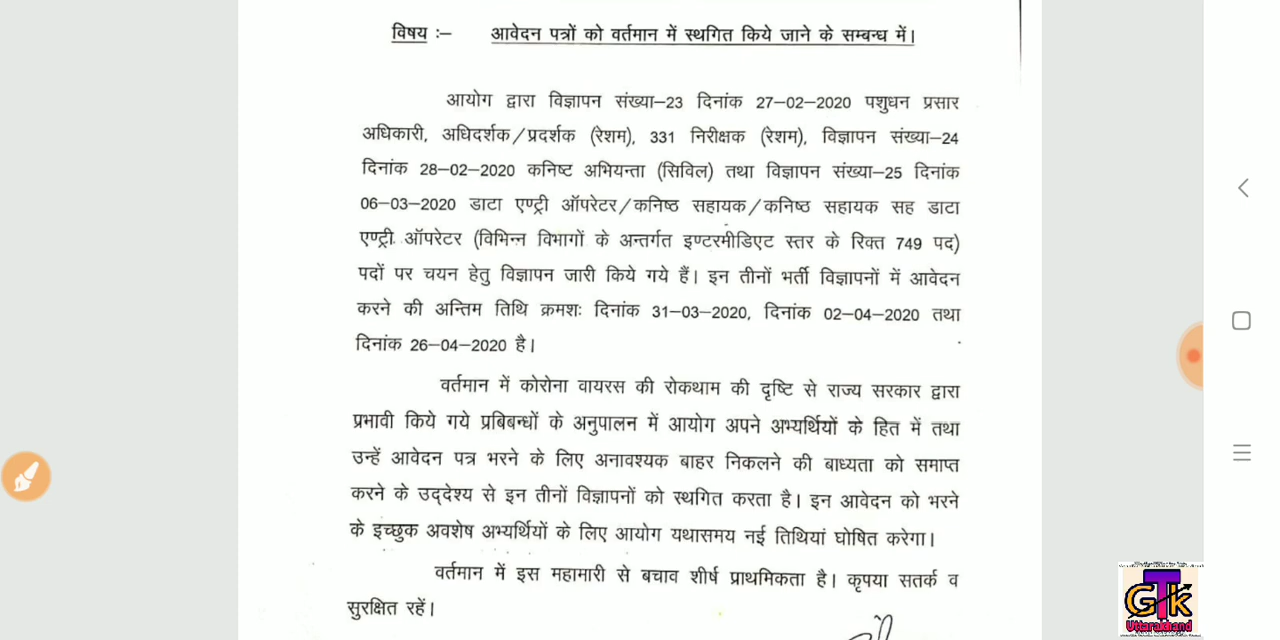 विषय :– आवेदन पत्रों को वर्तमान में स्थगित किये जाने के सम्बन्ध में।
आयोग द्वारा विज्ञापन संख्या–23 दिनांक 27–02–2020 पशुधन प्रसार
अधिकारी, अधिदर्शक/प्रदर्शक (रेशम), 331 निरीक्षक (रेशम), विज्ञापन संख्या–24
दिनांक 28–02–2020 कनिष्ट अभियन्ता (सिविल) तथा विज्ञापन संख्या–25 दिनांक
06–03–2020 डाटा एण्ट्री ऑपरेटर/कनिष्ठ सहायक/कनिष्ठ सहायक सह डाटा
एण्ट्री ऑपरेटर (विभिन्न विभागों के अन्तर्गत इण्टरमीडिएट स्तर के रिक्त 749 पद)
पदों पर चयन हेतु विज्ञापन जारी किये गये हैं। इन तीनों भर्ती विज्ञापनों में आवेदन
करने की अन्तिम तिथि क्रमशः दिनांक 31–03–2020, दिनांक 02–04–2020 तथा
दिनांक 26–04–2020 है।
वर्तमान में कोरोना वायरस की रोकथाम की दृष्टि से राज्य सरकार द्वारा
प्रभावी किये गये प्रबिबन्धों के अनुपालन में आयोग अपने अभ्यर्थियों के हित में तथा
उन्हें आवेदन पत्र भरने के लिए अनावश्यक बाहर निकलने की बाध्यता को समाप्त
करने के उद्देश्य से इन तीनों विज्ञापनों को स्थगित करता है। इन आवेदन को भरने
के इच्छुक अवशेष अभ्यर्थियों के लिए आयोग यथासमय नई तिथियां घोषित करेगा।
वर्तमान में इस महामारी से बचाव शीर्ष प्राथमिकता है। कृपया सतर्क व
सुरक्षित रहें।
GTk
Uttarakhand